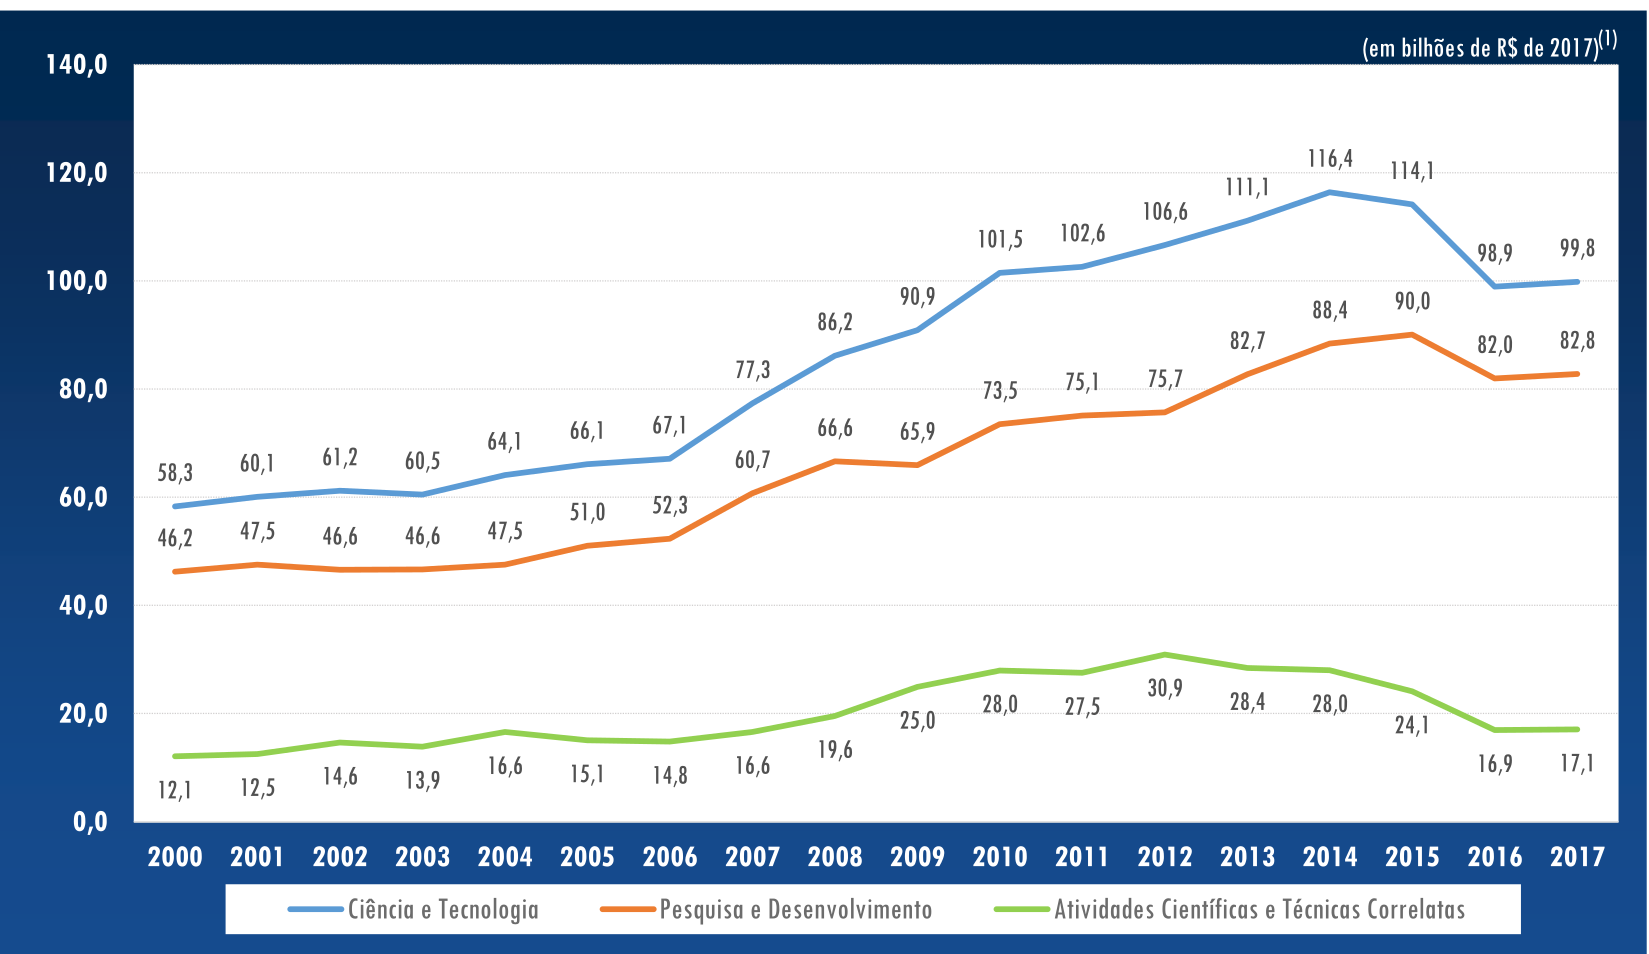 (em bilhões de R$ de 2017)(1)
140,0
120,0
100,0
80,0
60,0
40,0
20,0
0,0
58,3 60,1 61,2 60,5 64,1 66,1 67,1 77,3 86,2 90,9 101,5 102,6 106,6 111,1 116,4 114,1 98,9 99,8
46,2 47,5 46,6 46,6 47,5 51,0 52,3 60,7 66,6 65,9 73,5 75,1 75,7 82,7 88,4 90,0 82,0 82,8
12,1 12,5 14,6 13,9 16,6 15,1 14,8 16,6 19,6 25,0 28,0 27,5 30,9 28,4 28,0 24,1 16,9 17,1
2000 2001 2002 2003 2004 2005 2006 2007 2008 2009 2010 2011 2012 2013 2014 2015 2016 2017
Ciência e Tecnologia Pesquisa e Desenvolvimento Atividades Científicas e Técnicas Correlatas